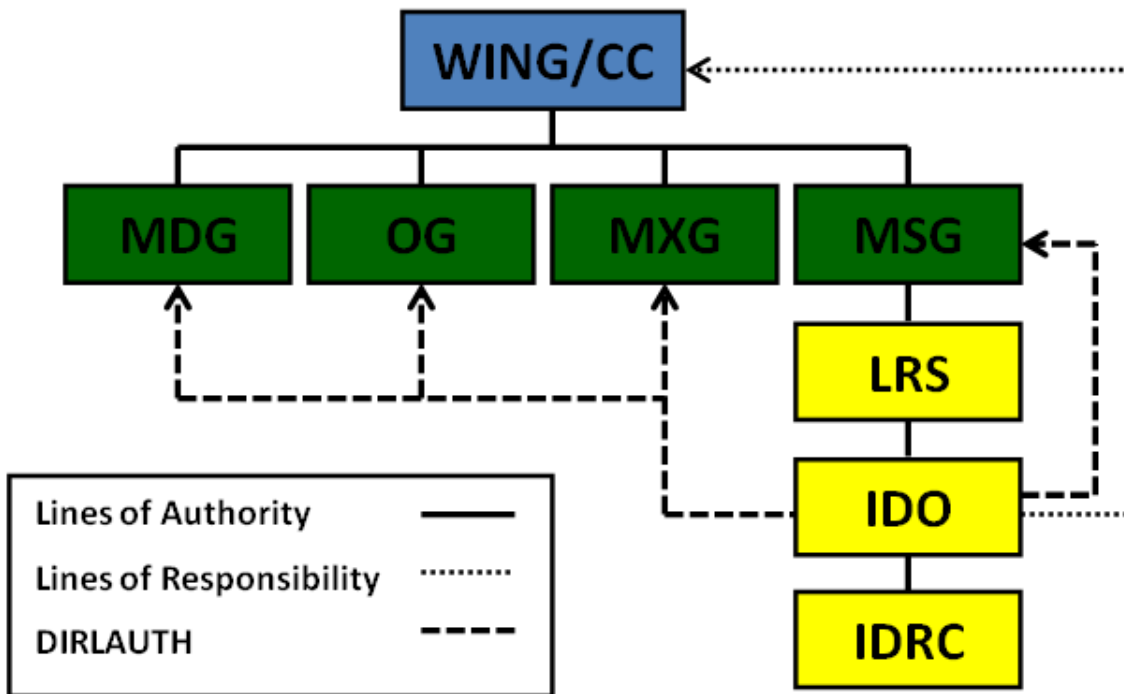 WING/CC
MDG
OG
MXG
MSG
LRS
IDO
IDRC
Lines of Authority
Lines of Responsibility
DIRLAUTH